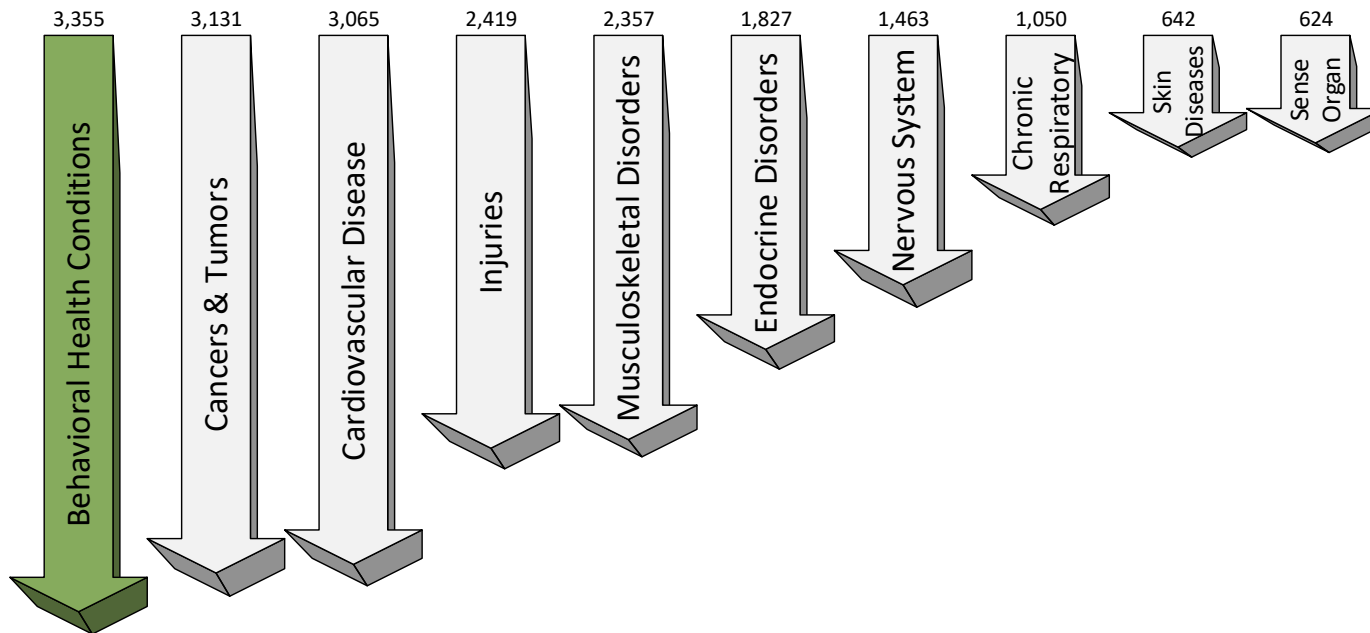 3,355
3,131
3,065
2,419
2,357
1,827
1,463
1,050
642
624
Behavioral Health Conditions
Cancers & Tumors
Cardiovascular Disease
Injuries
Musculoskeletal Disorders
Endocrine Disorders
Nervous System
Chronic
Respiratory
Skin
Diseases
Sense
Organ